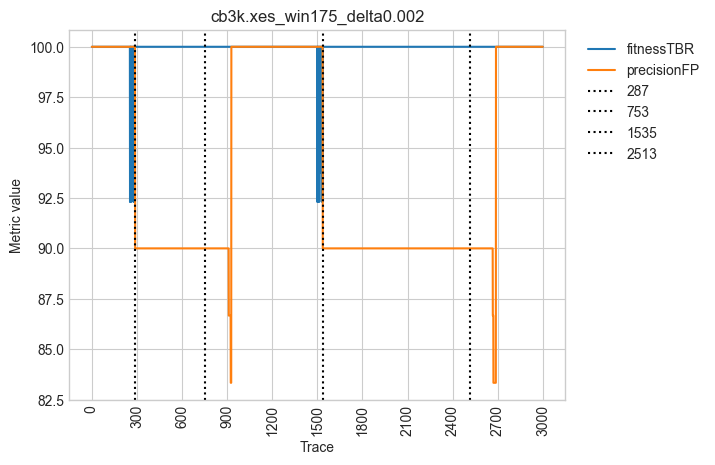 cb3k.xes_win175_delta0.002
Metric value
100.0
97.5
95.0
92.5
90.0
87.5
85.0
82.5
0 300 600 900 1200 1500 1800 2100 2400 2700 3000
Trace
fitnessTBR
precisionFP
287
753
1535
2513